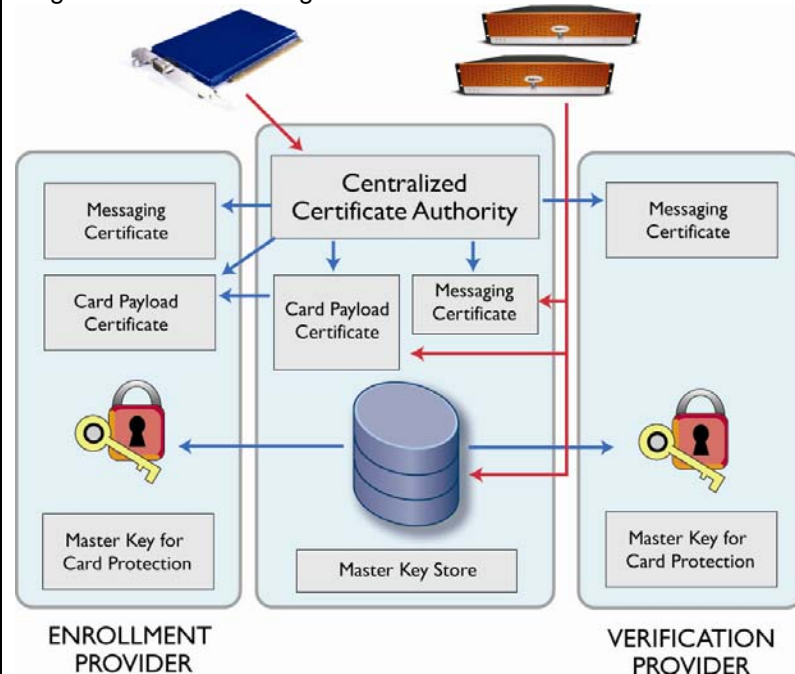 Messaging
Certificate
Card Payload
Certificate
Master Key for
Card Protection
ENROLLMENT
PROVIDER
Centralized
Certificate Authority
Card Payload
Certificate
Messaging
Certificate
Master Key Store
Messaging
Certificate
Master Key for
Card Protection
VERIFICATION
PROVIDER